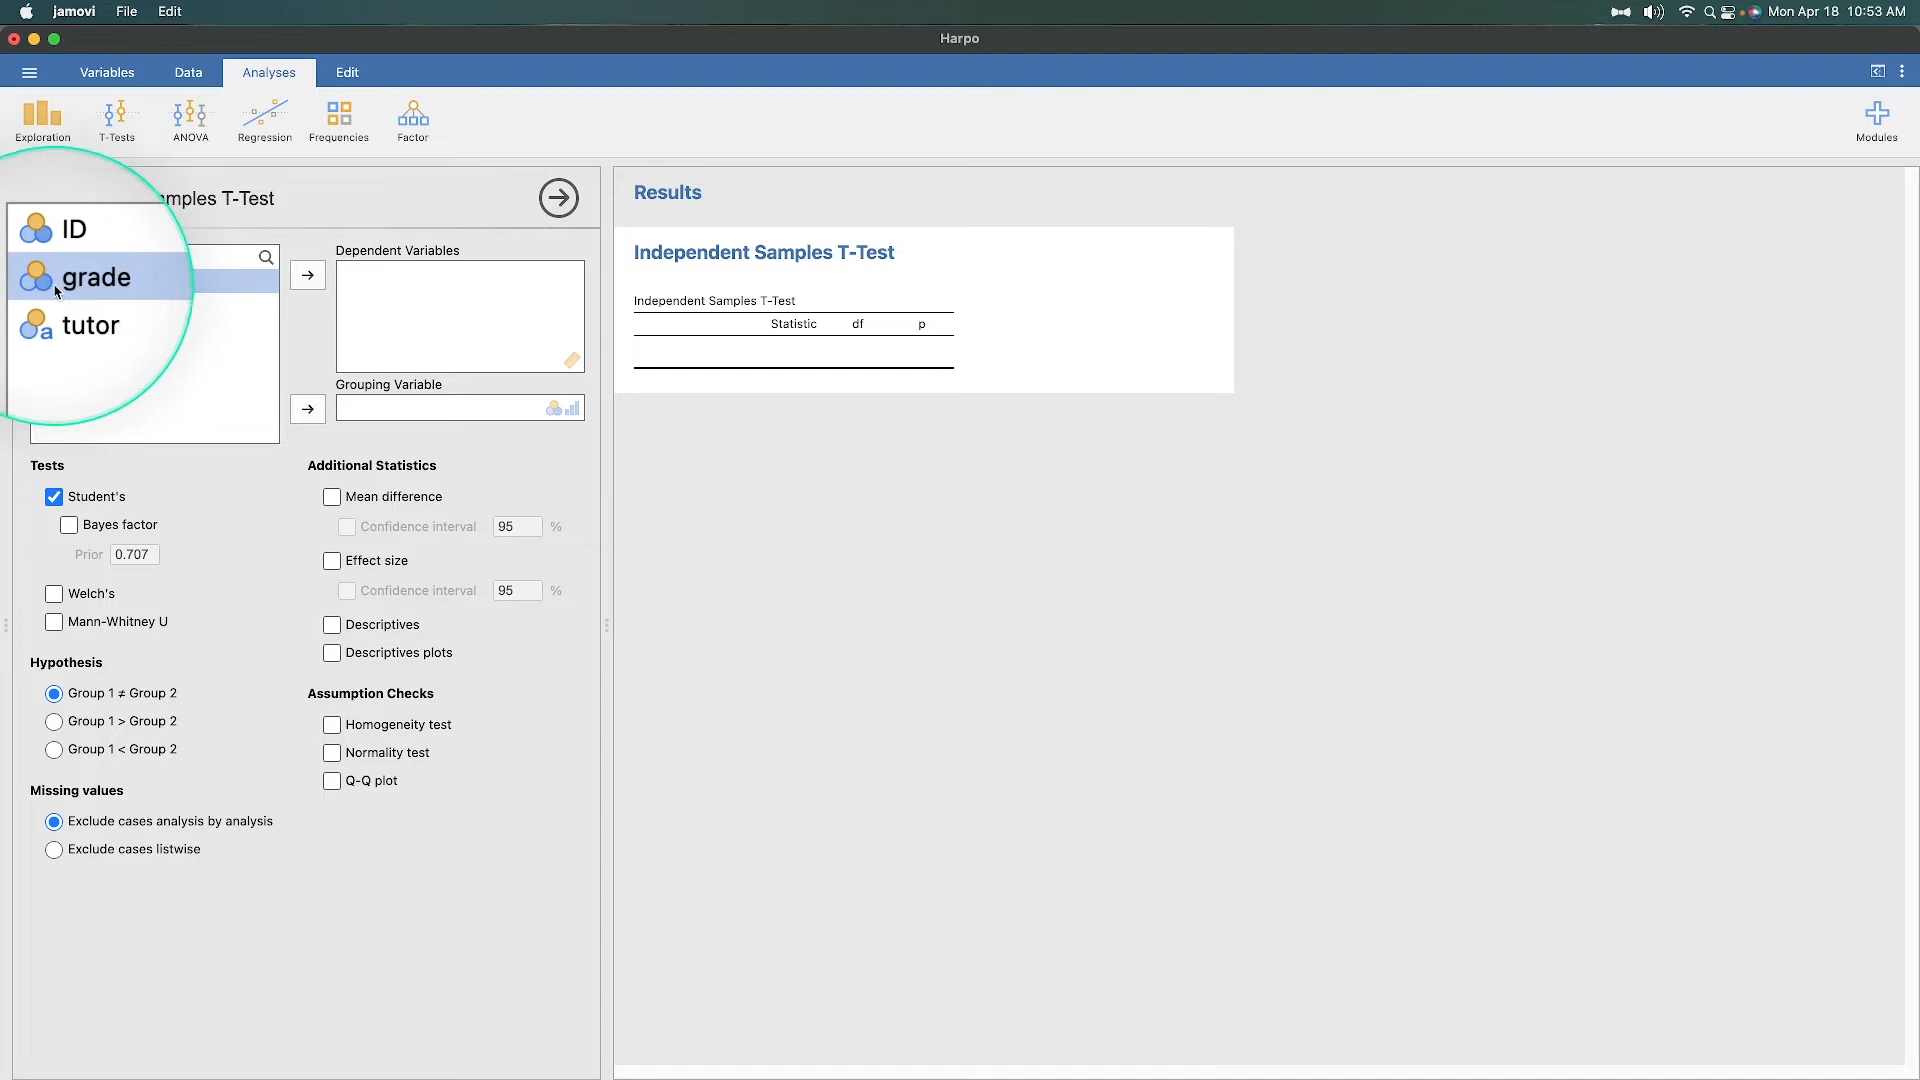 jamovi File Edit
Mon Apr 18 10:53 AM
Harpo
Variables Data Analyses Edit
Exploration T-Tests ANOVA Regression Frequencies Factor Modules
mples T-Test
ID
grade
a tutor
Dependent Variables
Grouping Variable
Tests
Student's
Bayes factor
Prior 0.707
Welch's
Mann-Whitney U
Hypothesis
Group 1 ≠ Group 2
Group 1 > Group 2
Group 1 < Group 2
Missing values
Exclude cases analysis by analysis
Exclude cases listwise
Additional Statistics
Mean difference
Confidence interval 95 %
Effect size
Confidence interval 95 %
Descriptives
Descriptives plots
Assumption Checks
Homogeneity test
Normality test
Q-Q plot
Results
Independent Samples T-Test
Independent Samples T-Test
Statistic df p